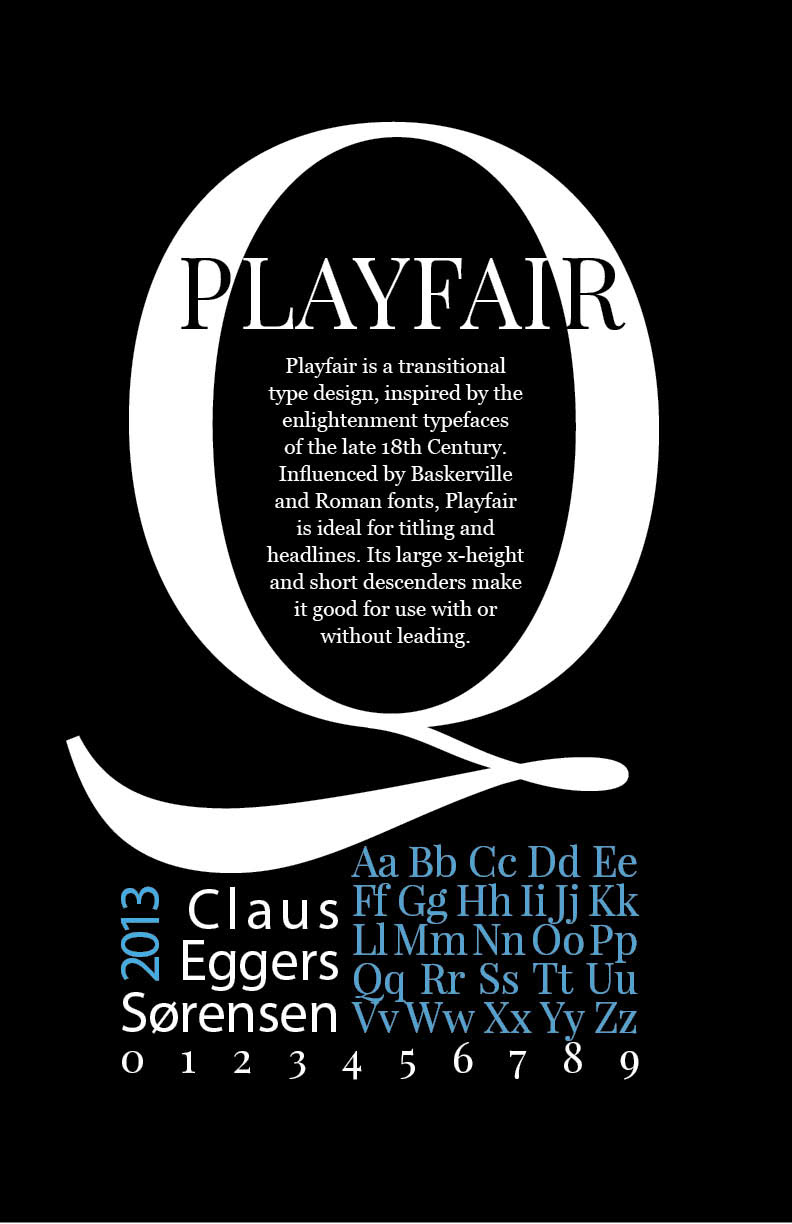 Q
PLAYFAIR
Playfair is a transitional
type design, inspired by the
enlightenment typefaces
of the late 18th Century.
Influenced by Baskerville
and Roman fonts, Playfair
is ideal for titling and
headlines. Its large x-height
and short descenders make
it good for use with or
without leading.
2013
Claus
Eggers
Sørensen
Aa Bb Cc Dd Ee
Ff Gg Hh Ii Jj Kk
Ll Mm Nn Oo Pp
Qq Rr Ss Tt Uu
Vv Ww Xx Yy Zz
0 1 2 3 4 5 6 7 8 9